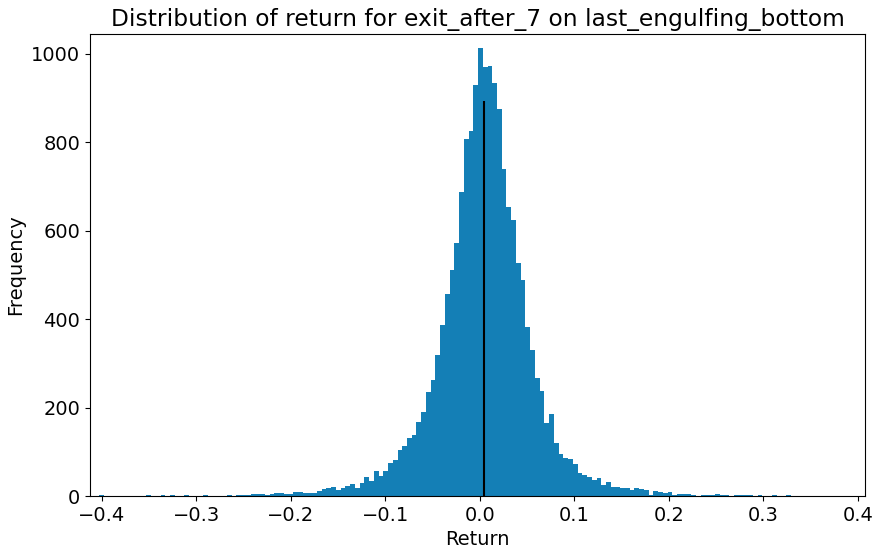 Distribution of return for exit_after_7 on last_engulfing_bottom
1000
800
600
400
200
0
Frequency
−0.4 −0.3 −0.2 −0.1 0.0 0.1 0.2 0.3 0.4
Return